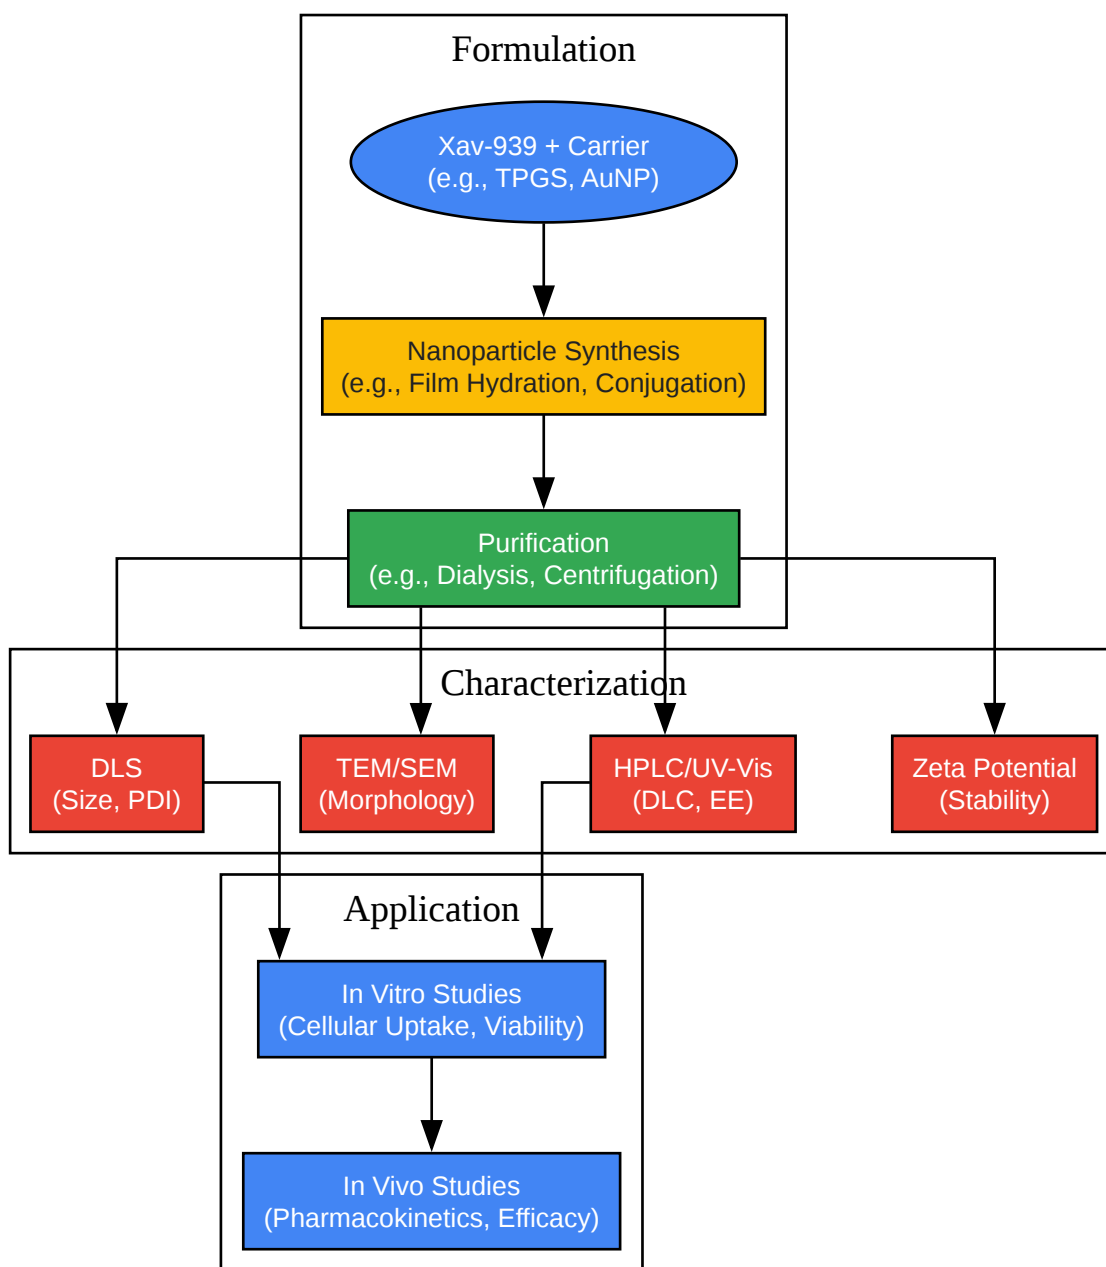 Formulation
Xav-939 + Carrier
(e.g., TPGS, AuNP)
Nanoparticle Synthesis
(e.g., Film Hydration, Conjugation)
Purification
(e.g., Dialysis, Centrifugation)
Characterization
DLS
(Size, PDI)
TEM/SEM
(Morphology)
HPLC/UV-Vis
(DLC, EE)
Zeta Potential
(Stability)
Application
In Vitro Studies
(Cellular Uptake, Viability)
In Vivo Studies
(Pharmacokinetics, Efficacy)